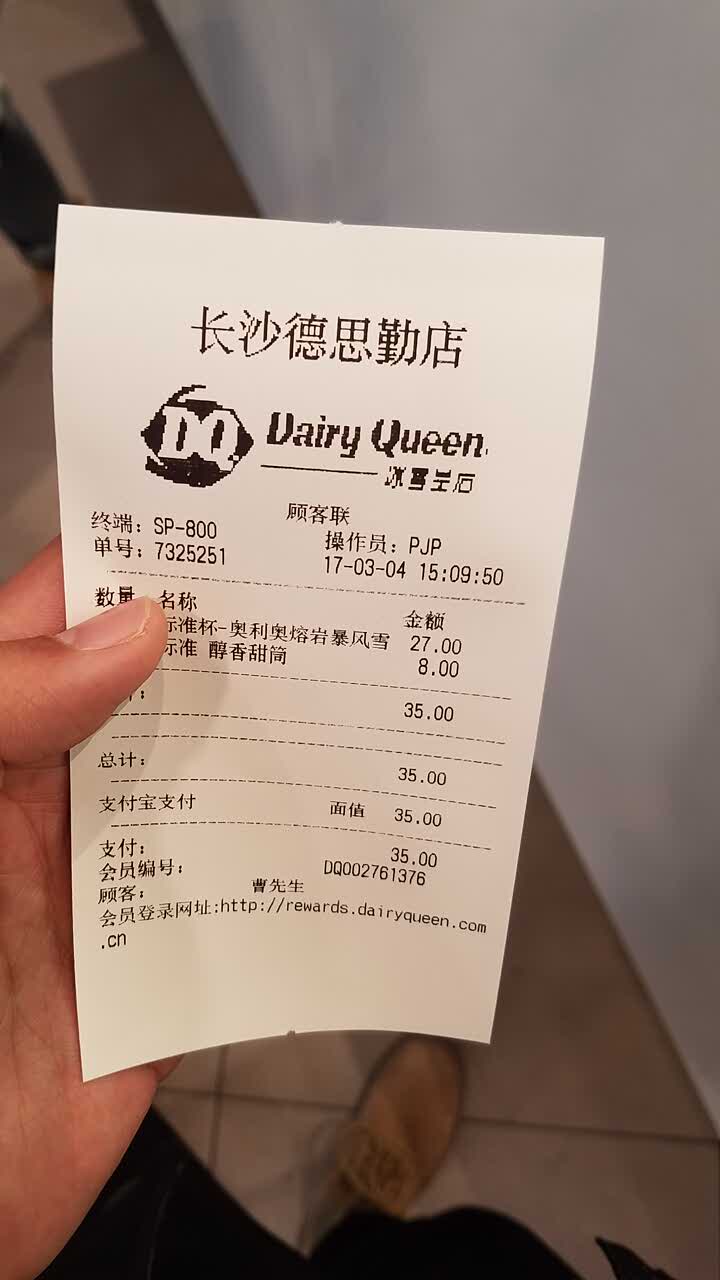 长沙德思勤店
DQ Dairy Queen
冰雪皇后
顾客联
终端: SP-800 操作员: PJP
单号: 7325251 17-03-04 15:09:50
数量 名称 金额
标准杯-奥利奥熔岩暴风雪 27.00
标准 醇香甜筒 8.00
: 35.00
总计: 35.00
支付宝支付 面值 35.00
支付: 35.00
会员编号: DQ002761376
顾客: 曹先生
会员登录网址:http://rewards.dairyqueen.com
.cn